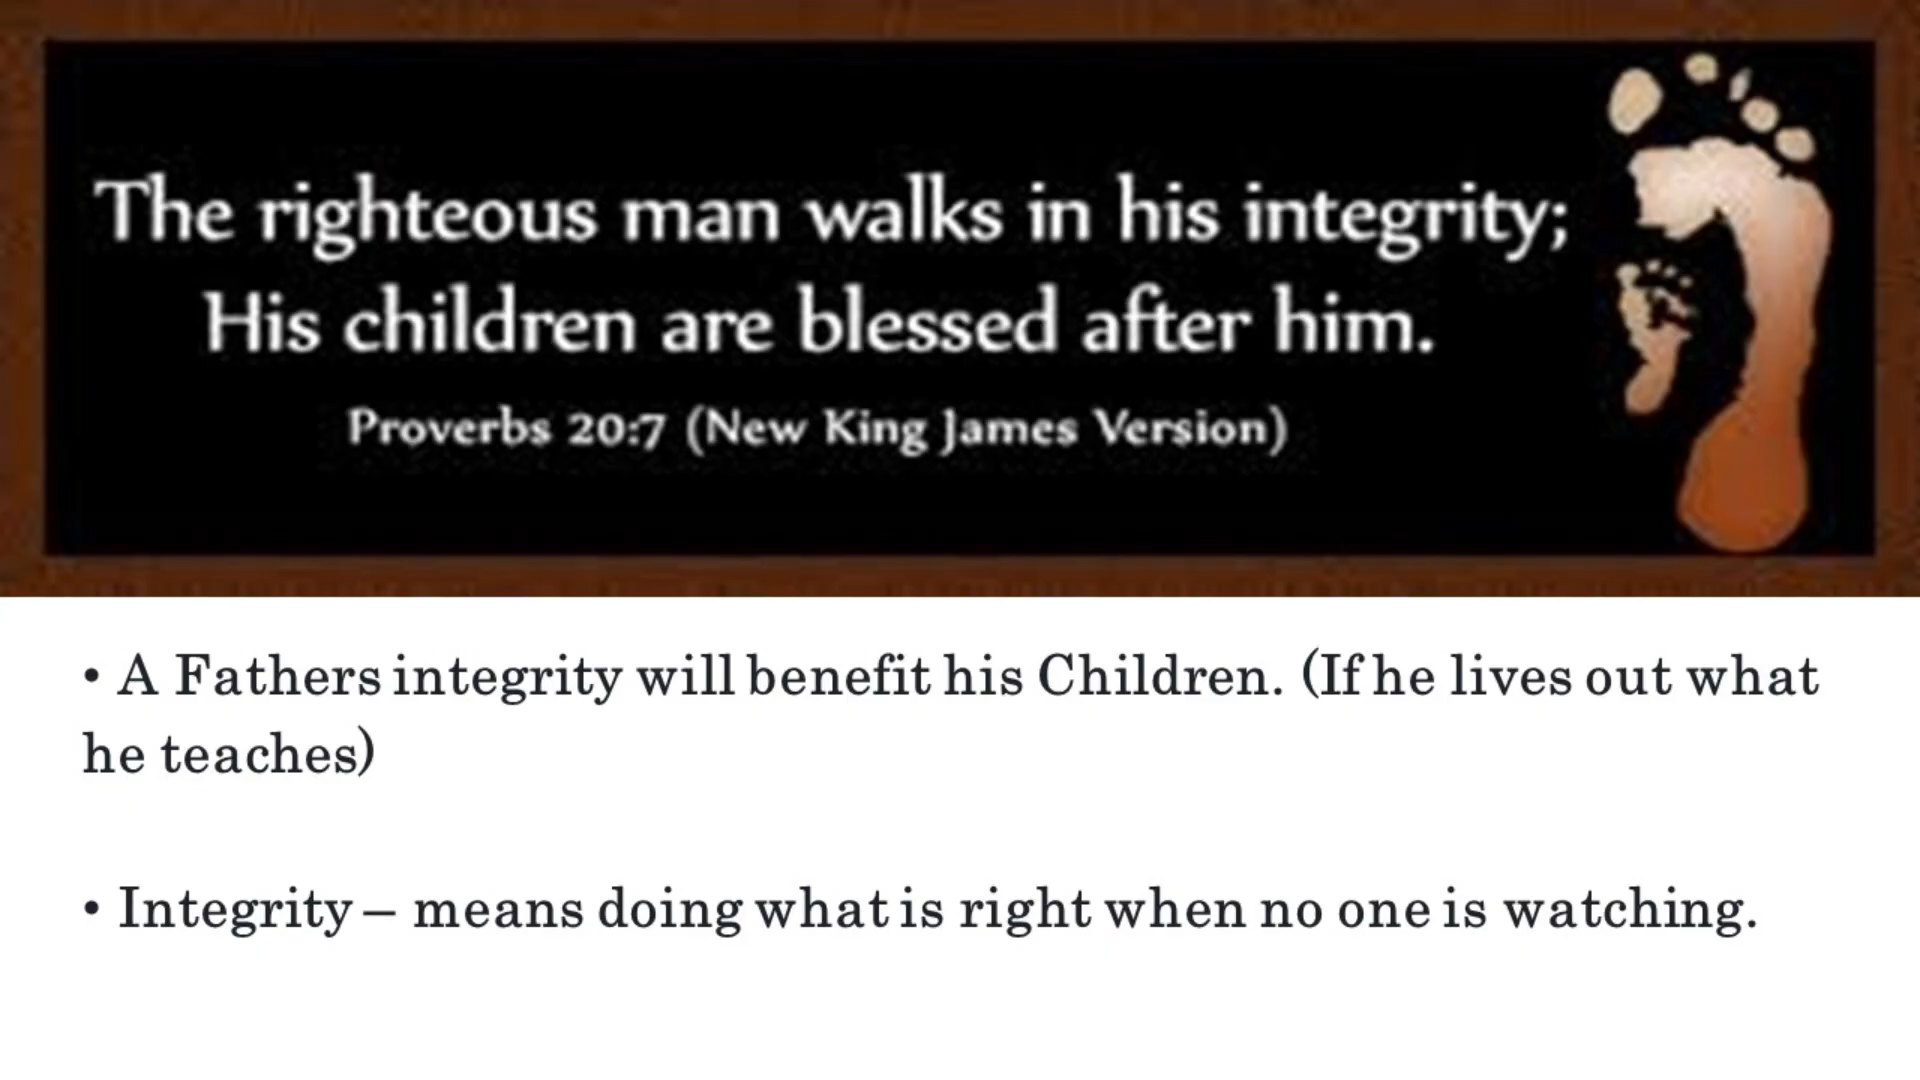 The righteous man walks in his integrity;
His children are blessed after him.
Proverbs 20:7 (New King James Version)
• A Fathers integrity will benefit his Children. (If he lives out what
he teaches)
• Integrity – means doing what is right when no one is watching.